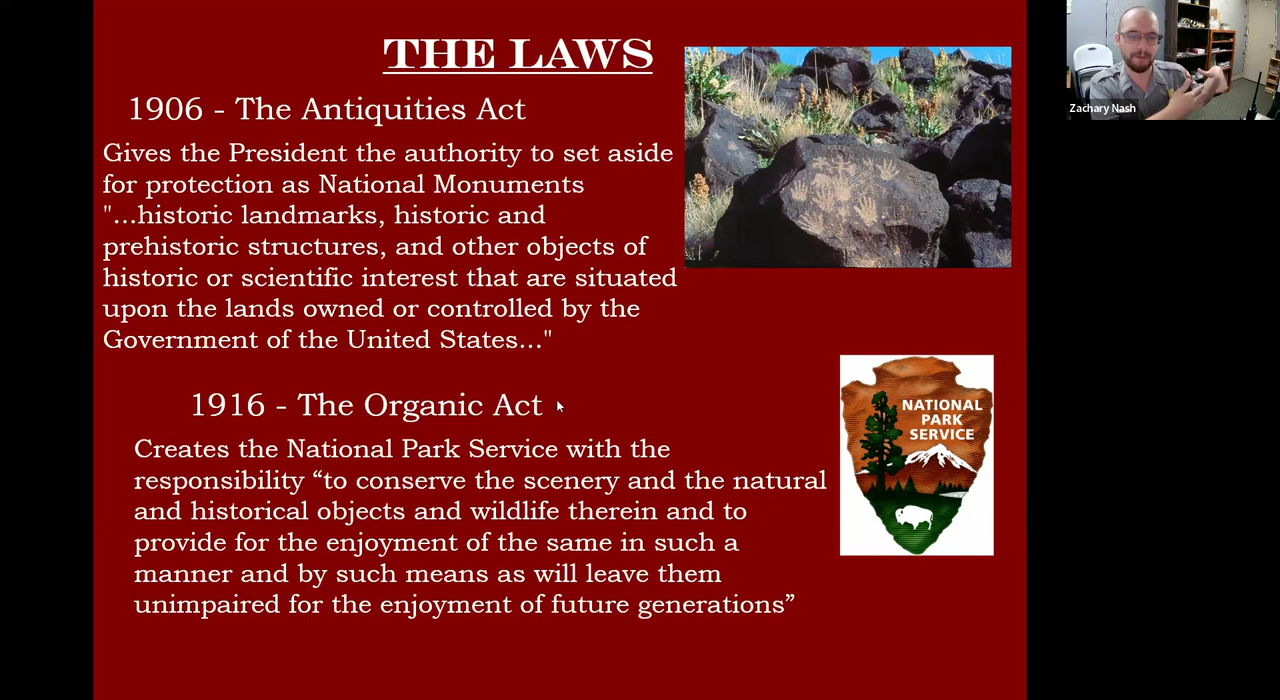 THE LAWS
1906 - The Antiquities Act
Gives the President the authority to set aside
for protection as National Monuments
"...historic landmarks, historic and
prehistoric structures, and other objects of
historic or scientific interest that are situated
upon the lands owned or controlled by the
Government of the United States..."
1916 - The Organic Act
Creates the National Park Service with the
responsibility “to conserve the scenery and the natural
and historical objects and wildlife therein and to
provide for the enjoyment of the same in such a
manner and by such means as will leave them
unimpaired for the enjoyment of future generations”
NATIONAL
PARK
SERVICE
Zachary Nash